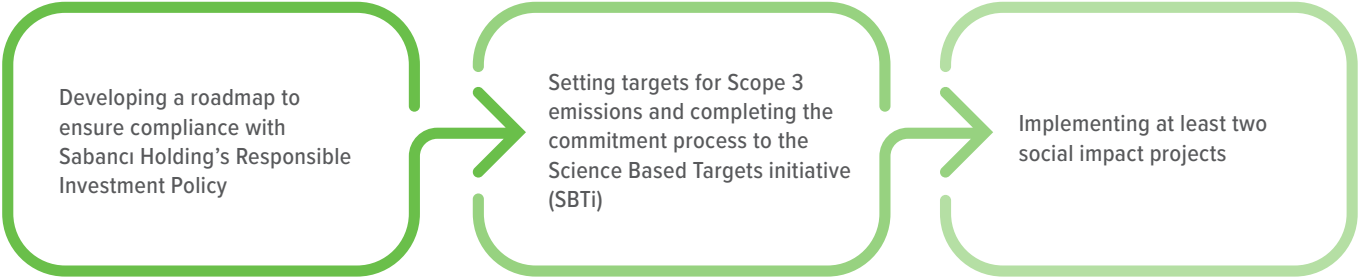 Developing a roadmap to
ensure compliance with
Sabancı Holding’s Responsible
Investment Policy
Setting targets for Scope 3
emissions and completing the
commitment process to the
Science Based Targets initiative
(SBTi)
Implementing at least two
social impact projects